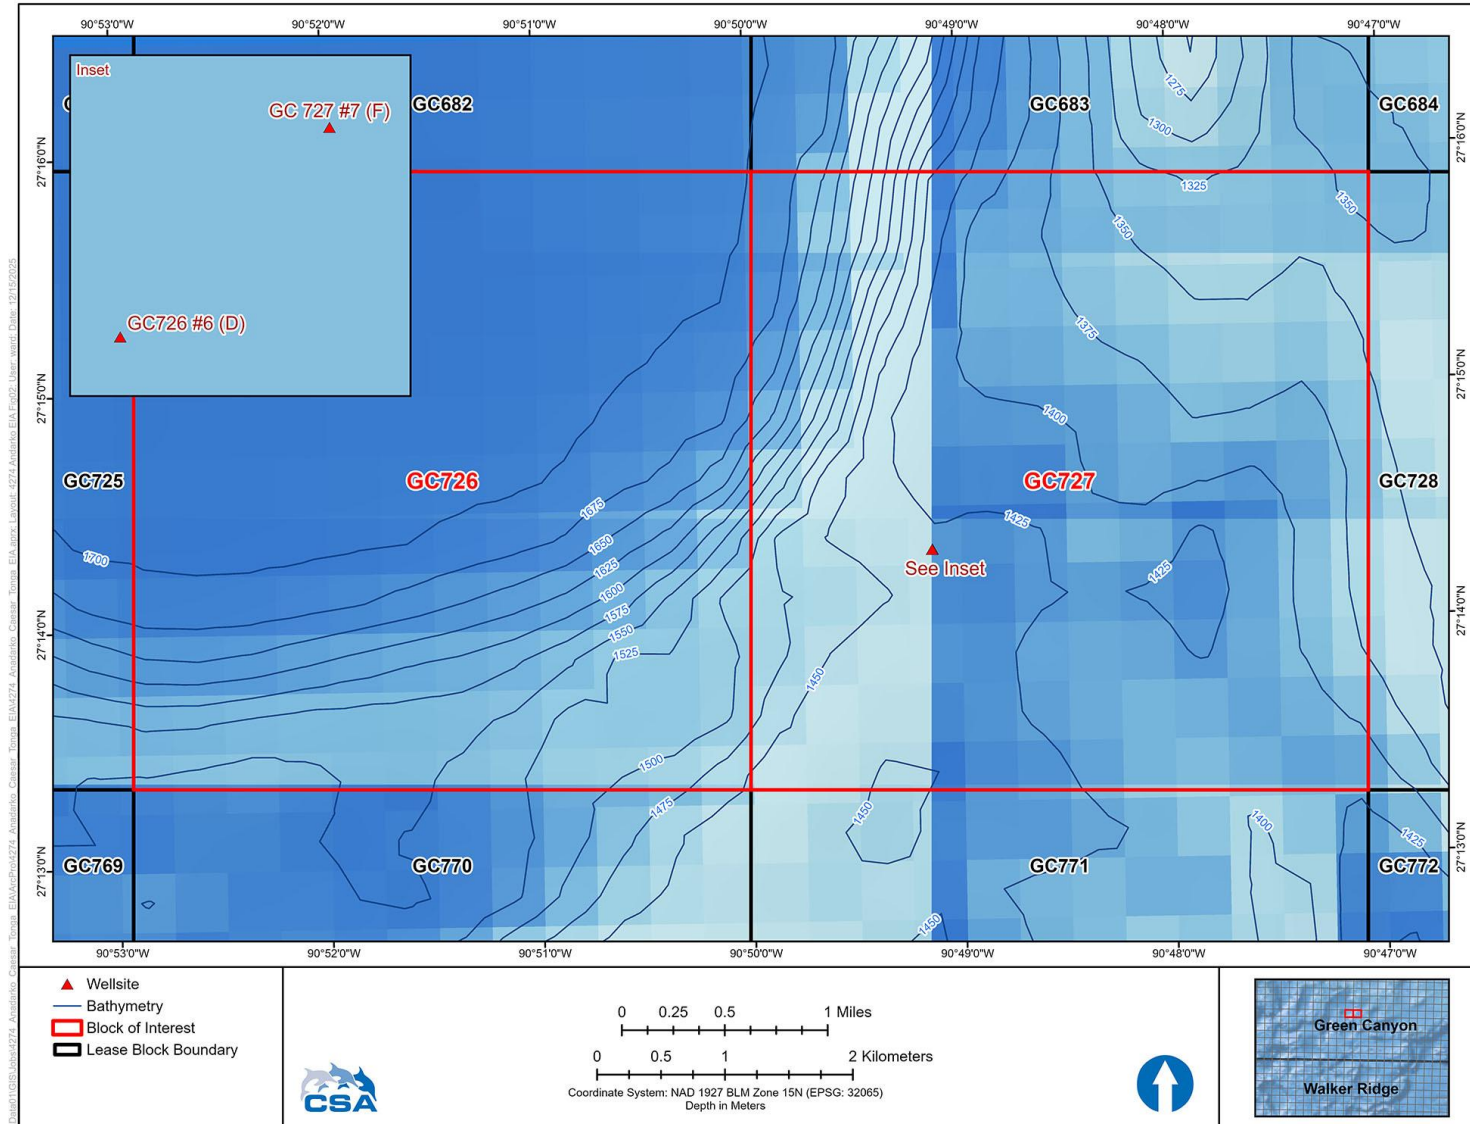 90°53'0"W 90°52'0"W 90°51'0"W 90°50'0"W 90°49'0"W 90°48'0"W 90°47'0"W
Inset
GC 727 #7 (F)
GC682
GC683
GC684
1275
1300
1325
1350
1350
27°16'0"N
27°16'0"N
GC726 #6 (D)
1375
27°15'0"N
27°15'0"N
1400
GC725
GC726
GC727
GC728
1675
1425
1700
1650
1625
See Inset
1425
1600
1575
1550
1525
27°14'0"N
27°14'0"N
1450
1500
1475
1450
1400
1425
27°13'0"N
27°13'0"N
GC769
GC770
GC771
GC772
1450
90°53'0"W 90°52'0"W 90°51'0"W 90°50'0"W 90°49'0"W 90°48'0"W 90°47'0"W
Wellsite
Bathymetry
Block of Interest
Lease Block Boundary
CSA
0 0.25 0.5 1 Miles
0 0.5 1 2 Kilometers
Coordinate System: NAD 1927 BLM Zone 15N (EPSG: 32065)
Depth in Meters
Green Canyon
Walker Ridge